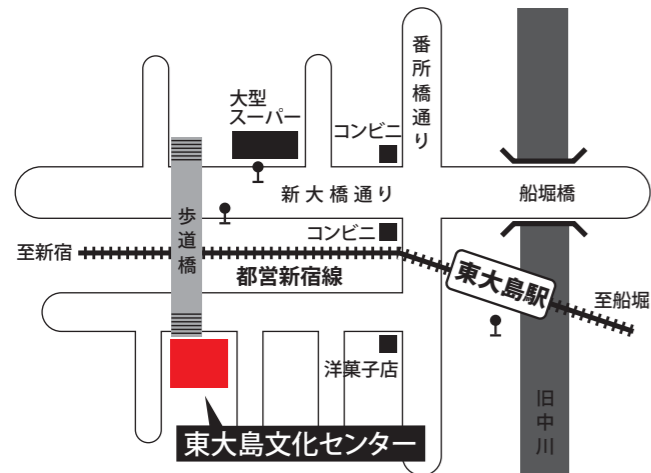 番所橋通り
大型
スーパー
コンビニ
新大橋通り
船堀橋
歩道橋
コンビニ
至新宿
都営新宿線
東大島駅
至船堀
洋菓子店
旧中川
東大島文化センター